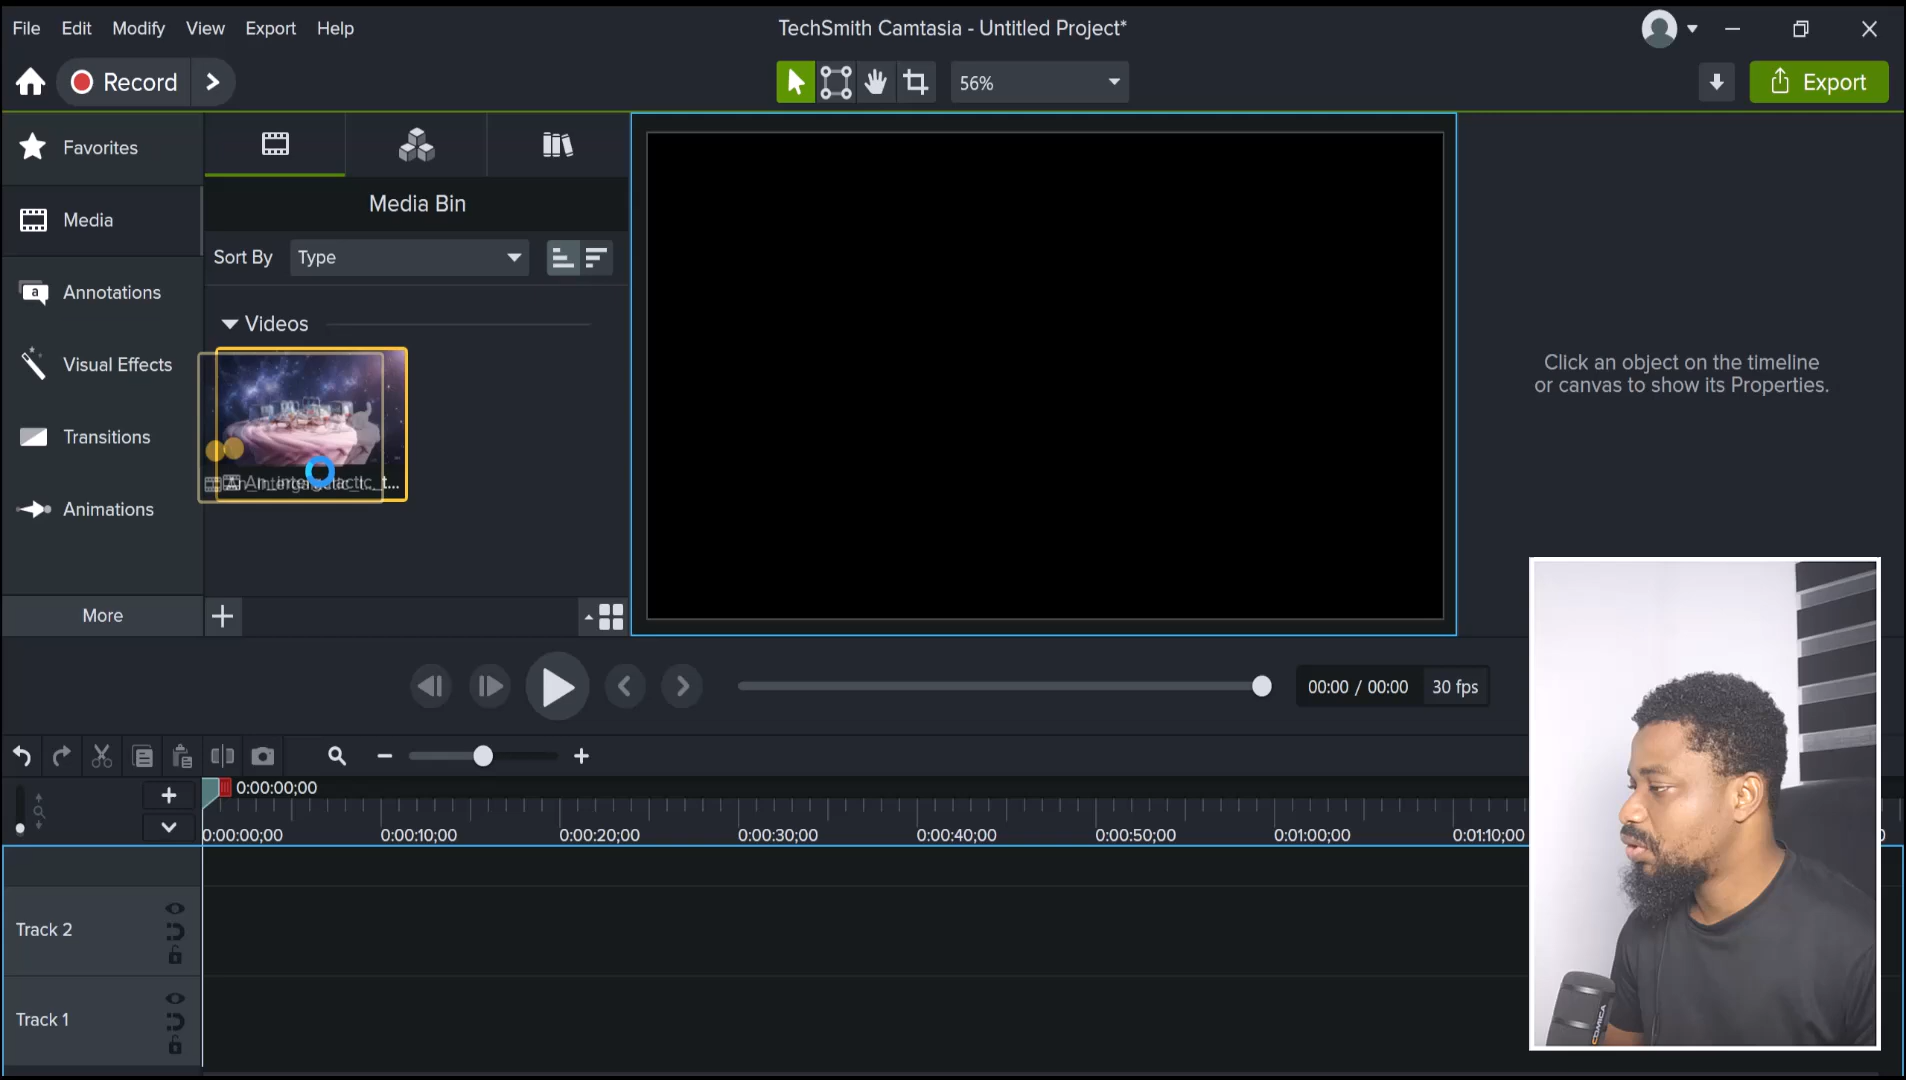 File Edit Modify View Export Help
TechSmith Camtasia - Untitled Project*
Record
56%
Export
Favorites
Media
Annotations
Visual Effects
Transitions
Animations
More
Media Bin
Sort By Type
Videos
Click an object on the timeline
or canvas to show its Properties.
00:00 / 00:00 30 fps
0:00:00;00
0:00:00;00 0:00:10;00 0:00:20;00 0:00:30;00 0:00:40;00 0:00:50;00 0:01:00;00 0:01:10;00
Track 2
Track 1
COMICA